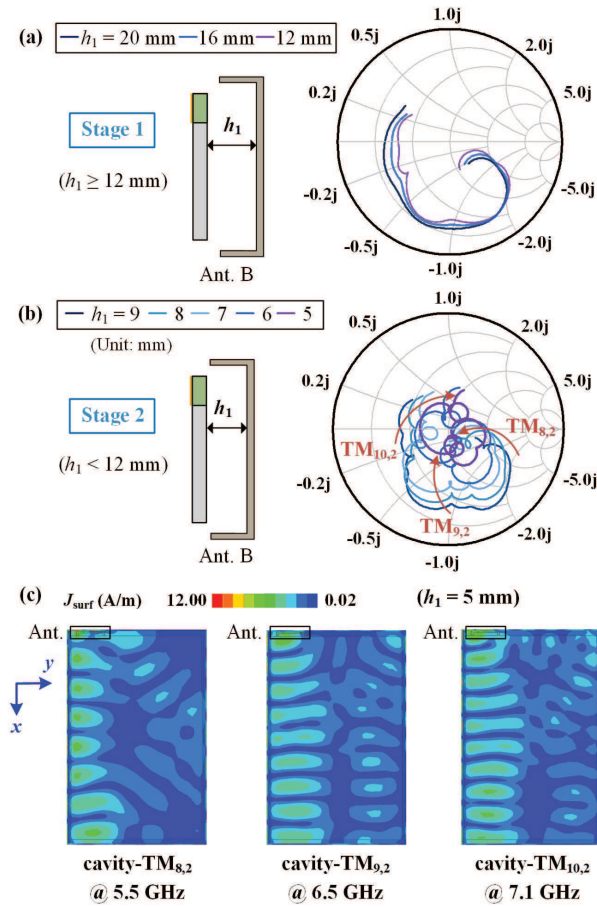 (a)
h₁ = 20 mm 16 mm 12 mm
Stage 1
(h₁ ≥ 12 mm)
h₁
Ant. B
1.0j
0.5j
2.0j
0.2j
5.0j
-0.2j
-5.0j
-0.5j
-2.0j
-1.0j
(b)
h₁ = 9 8 7 6 5
(Unit: mm)
Stage 2
(h₁ < 12 mm)
h₁
Ant. B
1.0j
0.5j
2.0j
0.2j
5.0j
TM₈,₂
TM₁₀,₂
TM₉,₂
-0.2j
-5.0j
-0.5j
-2.0j
-1.0j
(c) Jsurf (A/m) 12.00 0.02 (h₁ = 5 mm)
Ant. Ant. Ant.
y
x
cavity-TM₈,₂ cavity-TM₉,₂ cavity-TM₁₀,₂
@ 5.5 GHz @ 6.5 GHz @ 7.1 GHz